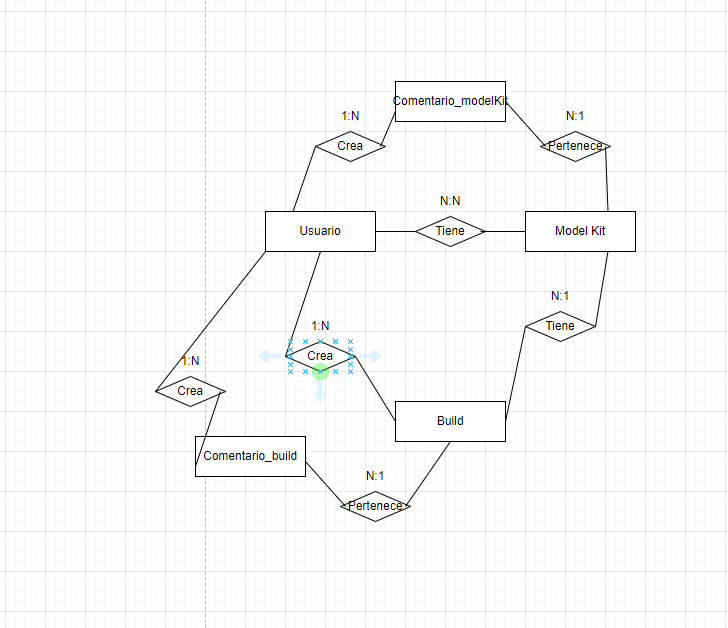 Comentario_modelKit
1:N
N:1
Crea
Pertenece
N:N
Usuario
Tiene
Model Kit
N:1
1:N
Tiene
Crea
1:N
Crea
Build
Comentario_build
N:1
Pertenece